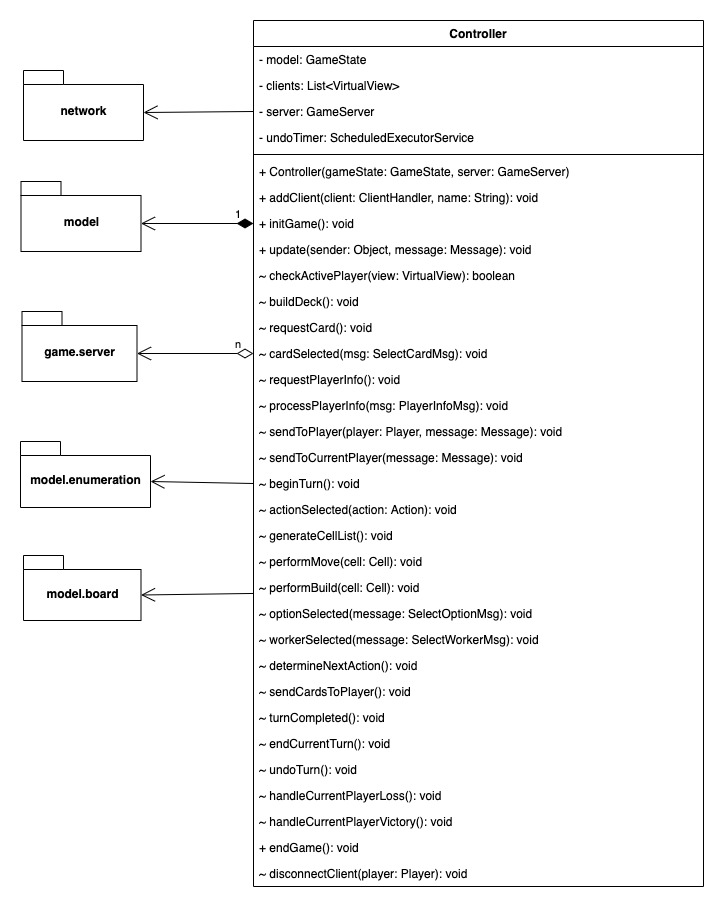 Controller
- model: GameState
- clients: List<VirtualView>
- server: GameServer
- undoTimer: ScheduledExecutorService
+ Controller(gameState: GameState, server: GameServer)
+ addClient(client: ClientHandler, name: String): void
+ initGame(): void
+ update(sender: Object, message: Message): void
~ checkActivePlayer(view: VirtualView): boolean
~ buildDeck(): void
~ requestCard(): void
~ cardSelected(msg: SelectCardMsg): void
~ requestPlayerInfo(): void
~ processPlayerInfo(msg: PlayerInfoMsg): void
~ sendToPlayer(player: Player, message: Message): void
~ sendToCurrentPlayer(message: Message): void
~ beginTurn(): void
~ actionSelected(action: Action): void
~ generateCellList(): void
~ performMove(cell: Cell): void
~ performBuild(cell: Cell): void
~ optionSelected(message: SelectOptionMsg): void
~ workerSelected(message: SelectWorkerMsg): void
~ determineNextAction(): void
~ sendCardsToPlayer(): void
~ turnCompleted(): void
~ endCurrentTurn(): void
~ undoTurn(): void
~ handleCurrentPlayerLoss(): void
~ handleCurrentPlayerVictory(): void
+ endGame(): void
~ disconnectClient(player: Player): void
network
model
1
game.server
n
model.enumeration
model.board